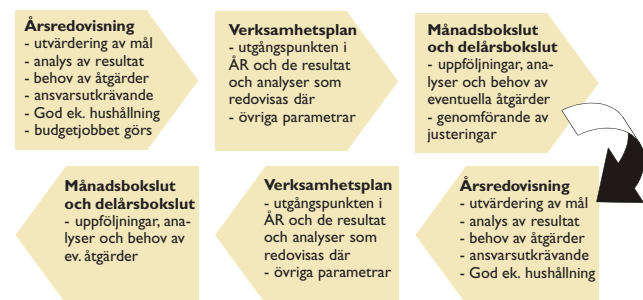 Årsredovisning
- utvärdering av mål
- analys av resultat
- behov av åtgärder
- ansvarsutkrävande
- God ek. hushållning
- budgetjobbet görs
Verksamhetsplan
- utgångspunkten i
ÅR och de resultat
och analyser som
redovisas där
- övriga parametrar
Månadsbokslut
och delårsbokslut
- uppföljningar, ana-
lyser och behov av
eventuella åtgärder
- genomförande av
justeringar
Månadsbokslut
och delårsbokslut
- uppföljningar, ana-
lyser och behov av
ev. åtgärder
Verksamhetsplan
- utgångspunkten i
ÅR och de resultat
och analyser som
redovisas där
- övriga parametrar
Årsredovisning
- utvärdering av mål
- analys av resultat
- behov av åtgärder
- ansvarsutkrävande
- God ek. hushållning